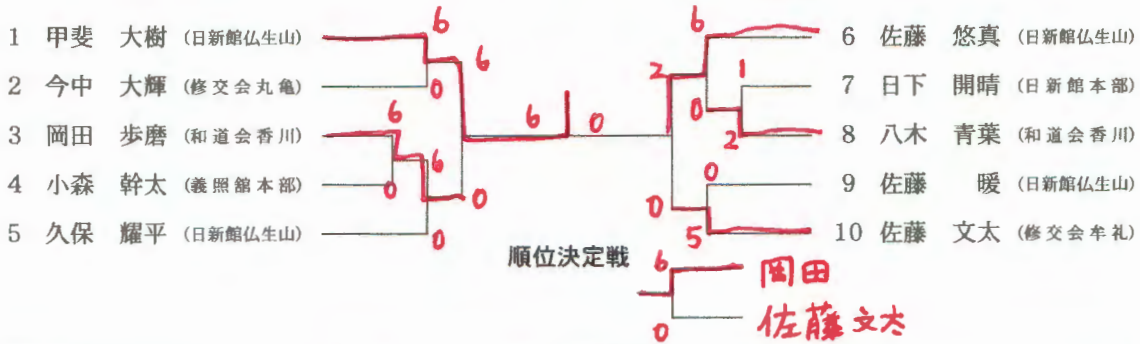 1 甲斐 大樹 (日新館仏生山)
2 今中 大輝 (修交会丸亀)
3 岡田 歩磨 (和道会香川)
4 小森 幹太 (義照館本部)
5 久保 耀平 (日新館仏生山)
6
0
6
6
0
6
0
0
6
0
2
6
0
1
2
0
0
5
6 佐藤 悠真 (日新館仏生山)
7 日下 開晴 (日新館本部)
8 八木 青葉 (和道会香川)
9 佐藤 暖 (日新館仏生山)
10 佐藤 文太 (修交会牟礼)
順位決定戦
6 岡田
0 佐藤文太